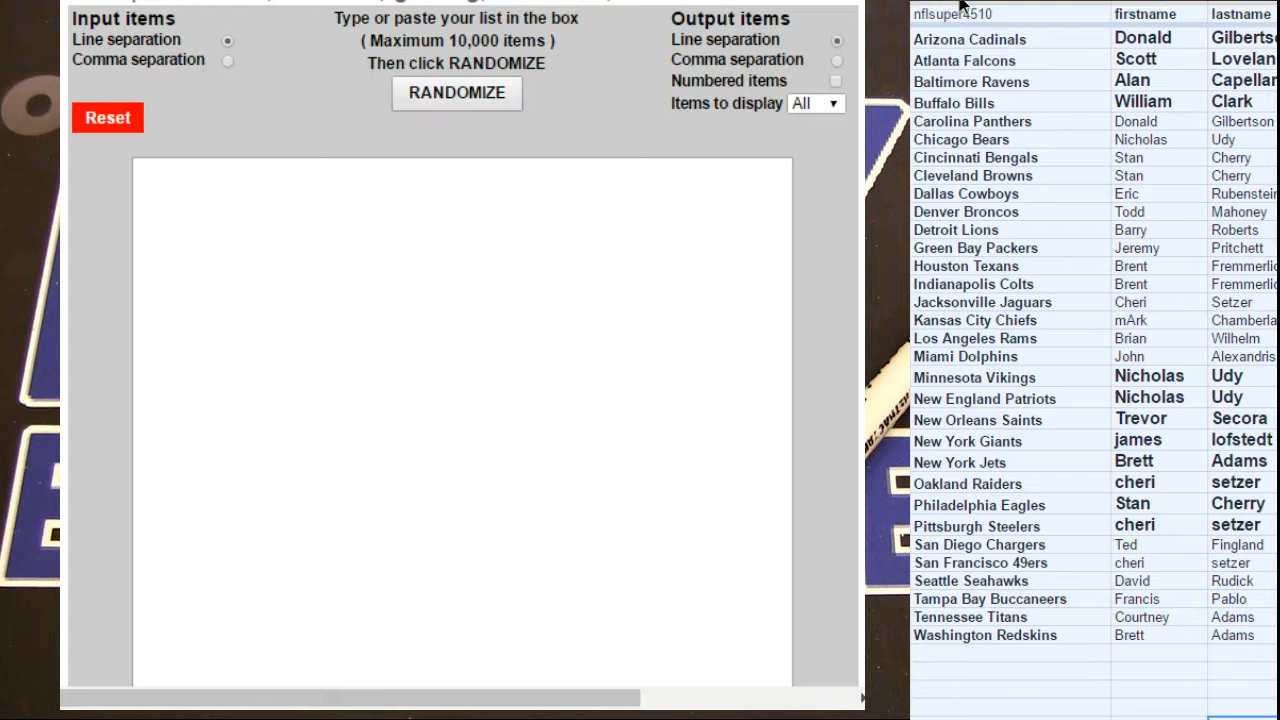 Input items
Line separation
Comma separation
Reset
Type or paste your list in the box
( Maximum 10,000 items )
Then click RANDOMIZE
RANDOMIZE
Output items
Line separation
Comma separation
Numbered items
Items to display All
nflsuper4510 firstname lastname
Arizona Cadinals Donald Gilbertso
Atlanta Falcons Scott Lovelan
Baltimore Ravens Alan Capellar
Buffalo Bills William Clark
Carolina Panthers Donald Gilbertson
Chicago Bears Nicholas Udy
Cincinnati Bengals Stan Cherry
Cleveland Browns Stan Cherry
Dallas Cowboys Eric Rubenstein
Denver Broncos Todd Mahoney
Detroit Lions Barry Roberts
Green Bay Packers Jeremy Pritchett
Houston Texans Brent Fremmerlic
Indianapolis Colts Brent Fremmerlic
Jacksonville Jaguars Cheri Setzer
Kansas City Chiefs mArk Chamberla
Los Angeles Rams Brian Wilhelm
Miami Dolphins John Alexandris
Minnesota Vikings Nicholas Udy
New England Patriots Nicholas Udy
New Orleans Saints Trevor Secora
New York Giants james lofstedt
New York Jets Brett Adams
Oakland Raiders cheri setzer
Philadelphia Eagles Stan Cherry
Pittsburgh Steelers cheri setzer
San Diego Chargers Ted Fingland
San Francisco 49ers cheri setzer
Seattle Seahawks David Rudick
Tampa Bay Buccaneers Francis Pablo
Tennessee Titans Courtney Adams
Washington Redskins Brett Adams